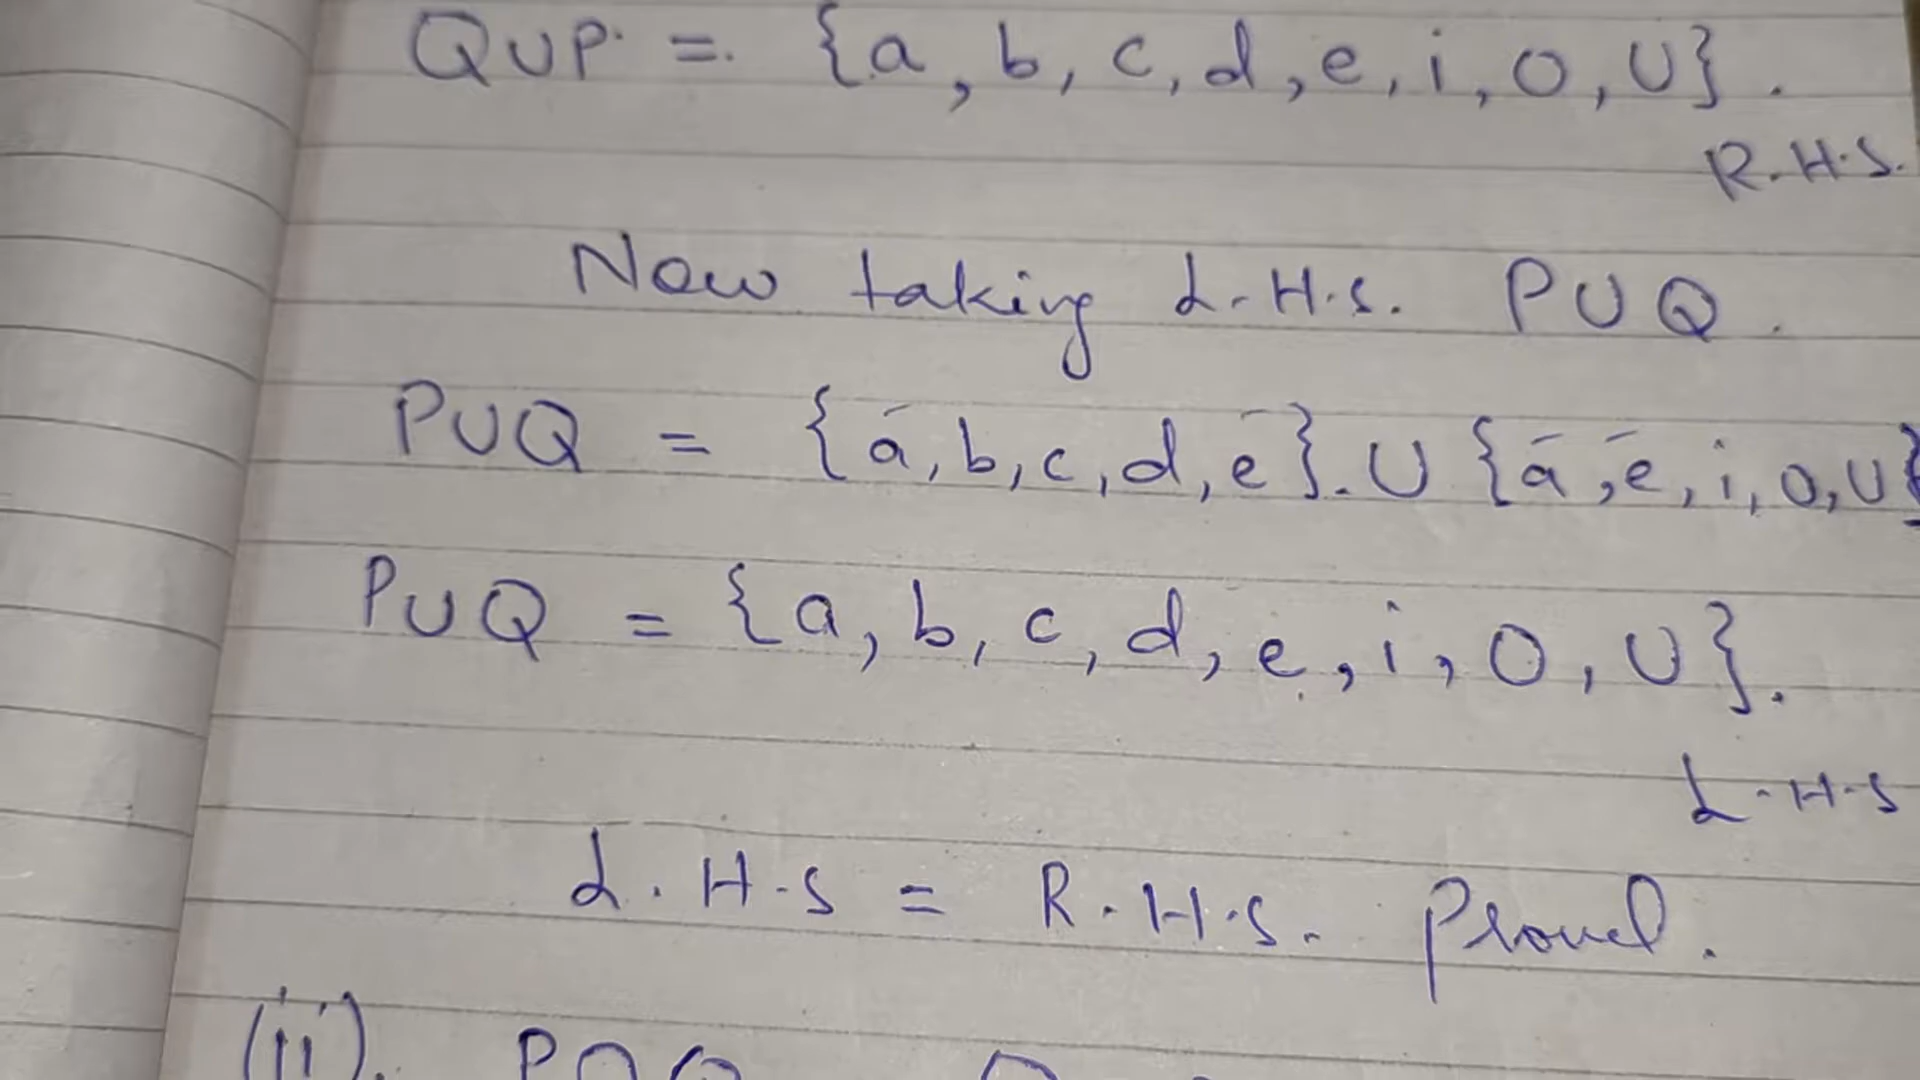 QUP = {a, b, c, d, e, i, o, U}.
R.H.S.
Now taking L.H.S. PUQ.
PUQ = {a, b, c, d, e}. U {a, e, i, o, U}
PUQ = {a, b, c, d, e, i, o, U}.
L.H.S
L.H.S = R.H.S. Proved.
(ii). P∩Q